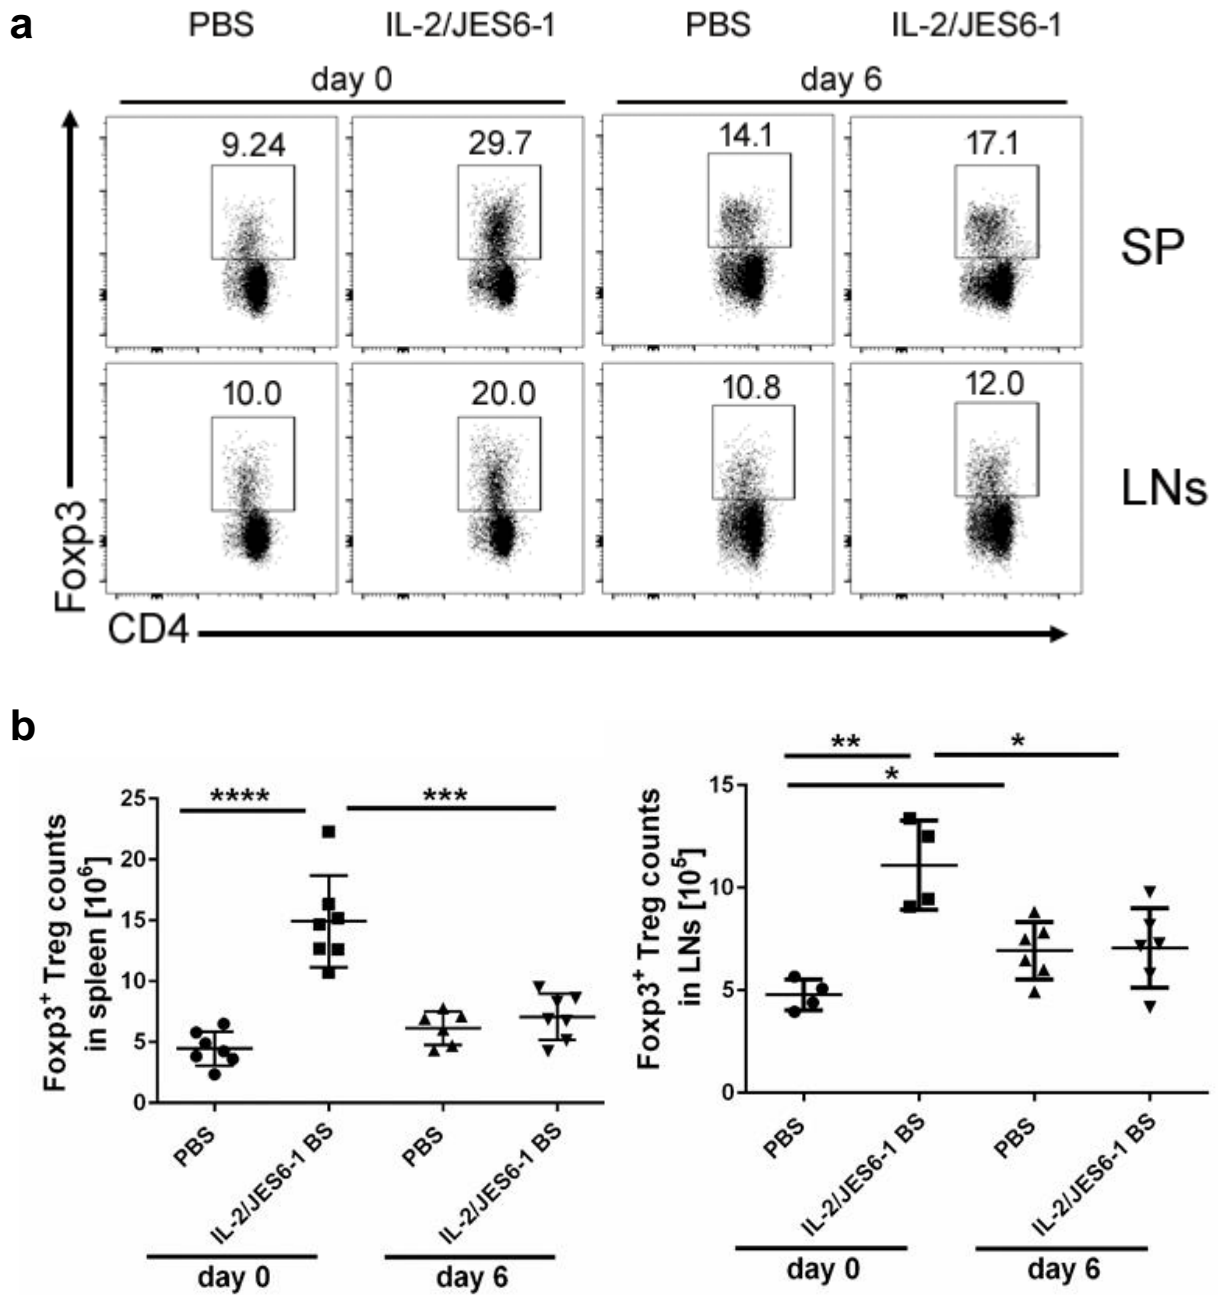 a
PBS IL-2/JES6-1 PBS IL-2/JES6-1
day 0 day 6
9.24 29.7 14.1 17.1
SP
10.0 20.0 10.8 12.0
LNs
Foxp3
CD4
b
**** ***
Foxp3⁺ Treg counts
in spleen [10⁶]
25
20
15
10
5
0
PBS
IL-2/JES6-1 BS
PBS
IL-2/JES6-1 BS
day 0 day 6
** *
*
Foxp3⁺ Treg counts
in LNs [10⁵]
15
10
5
0
PBS
IL-2/JES6-1 BS
PBS
IL-2/JES6-1 BS
day 0 day 6